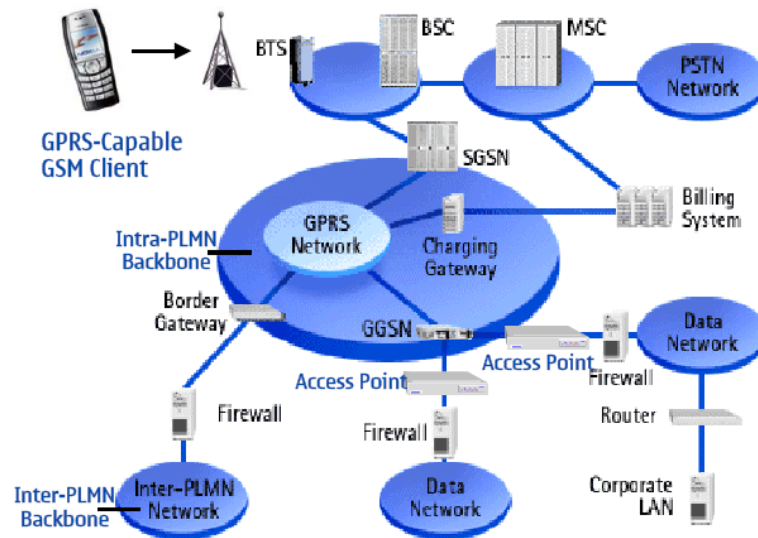 BTS
BSC
MSC
PSTN
Network
GPRS-Capable
GSM Client
SGSN
Billing
System
GPRS
Network
Charging
Gateway
Intra-PLMN
Backbone
Border
Gateway
GGSN
Access Point
Access Point
Firewall
Data
Network
Firewall
Firewall
Router
Inter-PLMN
Backbone
Inter-PLMN
Network
Data
Network
Corporate
LAN